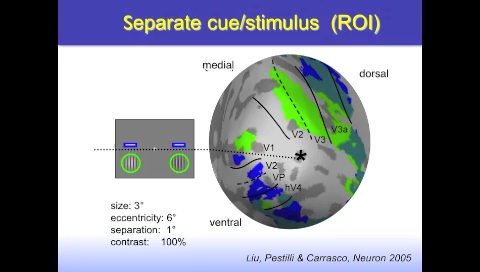 Separate cue/stimulus (ROI)
medial
dorsal
V3a
V2
V3
V1
V2
VP
hV4
*
size: 3°
eccentricity: 6°
separation: 1°
contrast: 100%
ventral
Liu, Pestilli & Carrasco, Neuron 2005